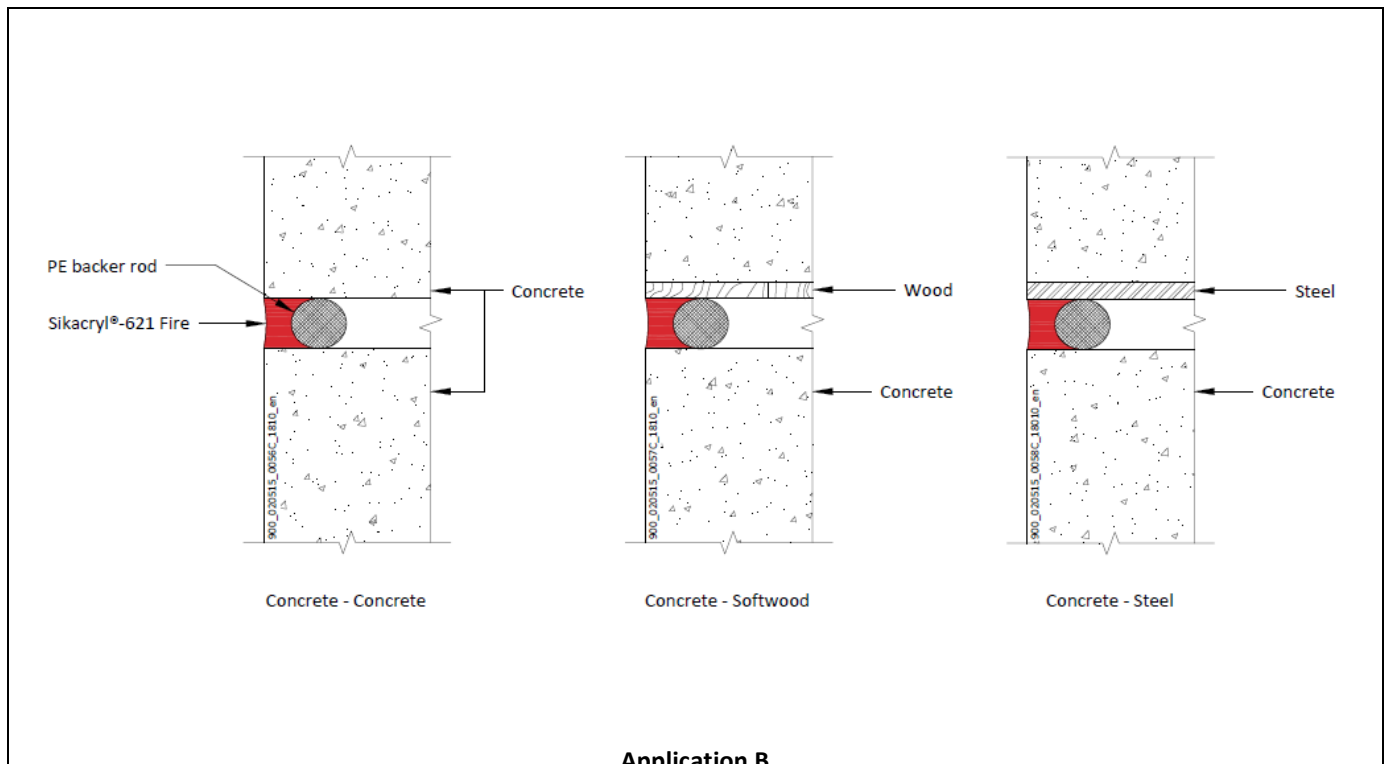 PE backer rod
Sikacryl®-621 Fire
Concrete
900_020515_0056C_1810_en
Concrete - Concrete
Wood
Concrete
900_020515_0057C_1810_en
Concrete - Softwood
Steel
Concrete
900_020515_0058C_18010_en
Concrete - Steel
Application B